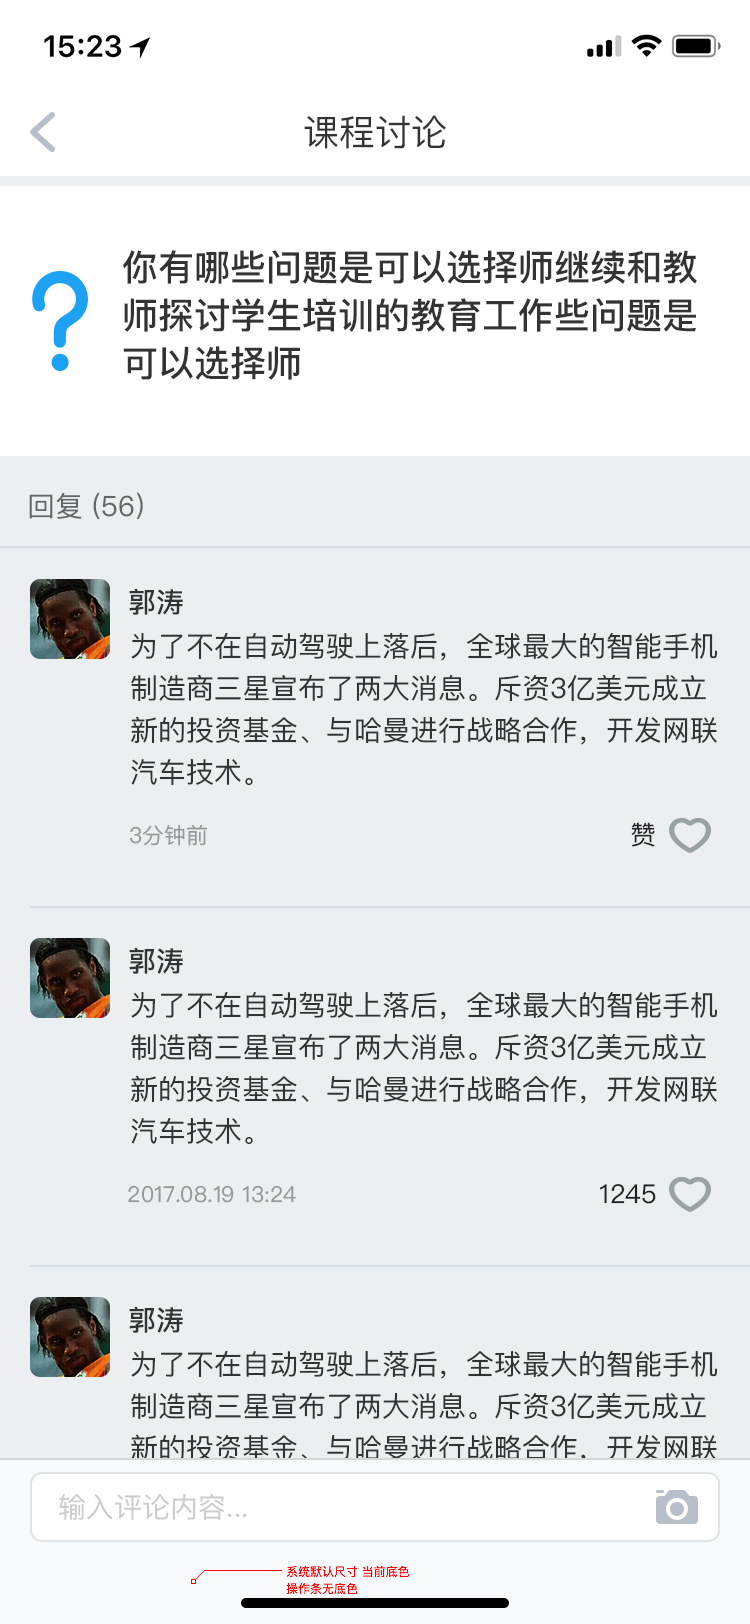 15:23
课程讨论
你有哪些问题是可以选择师继续和教
师探讨学生培训的教育工作些问题是
可以选择师
回复 (56)
郭涛
为了不在自动驾驶上落后，全球最大的智能手机
制造商三星宣布了两大消息。斥资3亿美元成立
新的投资基金、与哈曼进行战略合作，开发网联
汽车技术。
3分钟前 赞
郭涛
为了不在自动驾驶上落后，全球最大的智能手机
制造商三星宣布了两大消息。斥资3亿美元成立
新的投资基金、与哈曼进行战略合作，开发网联
汽车技术。
2017.08.19 13:24 1245
郭涛
为了不在自动驾驶上落后，全球最大的智能手机
制造商三星宣布了两大消息。斥资3亿美元成立
新的投资基金、与哈曼进行战略合作，开发网联
输入评论内容...
系统默认尺寸 当前底色
操作条无底色